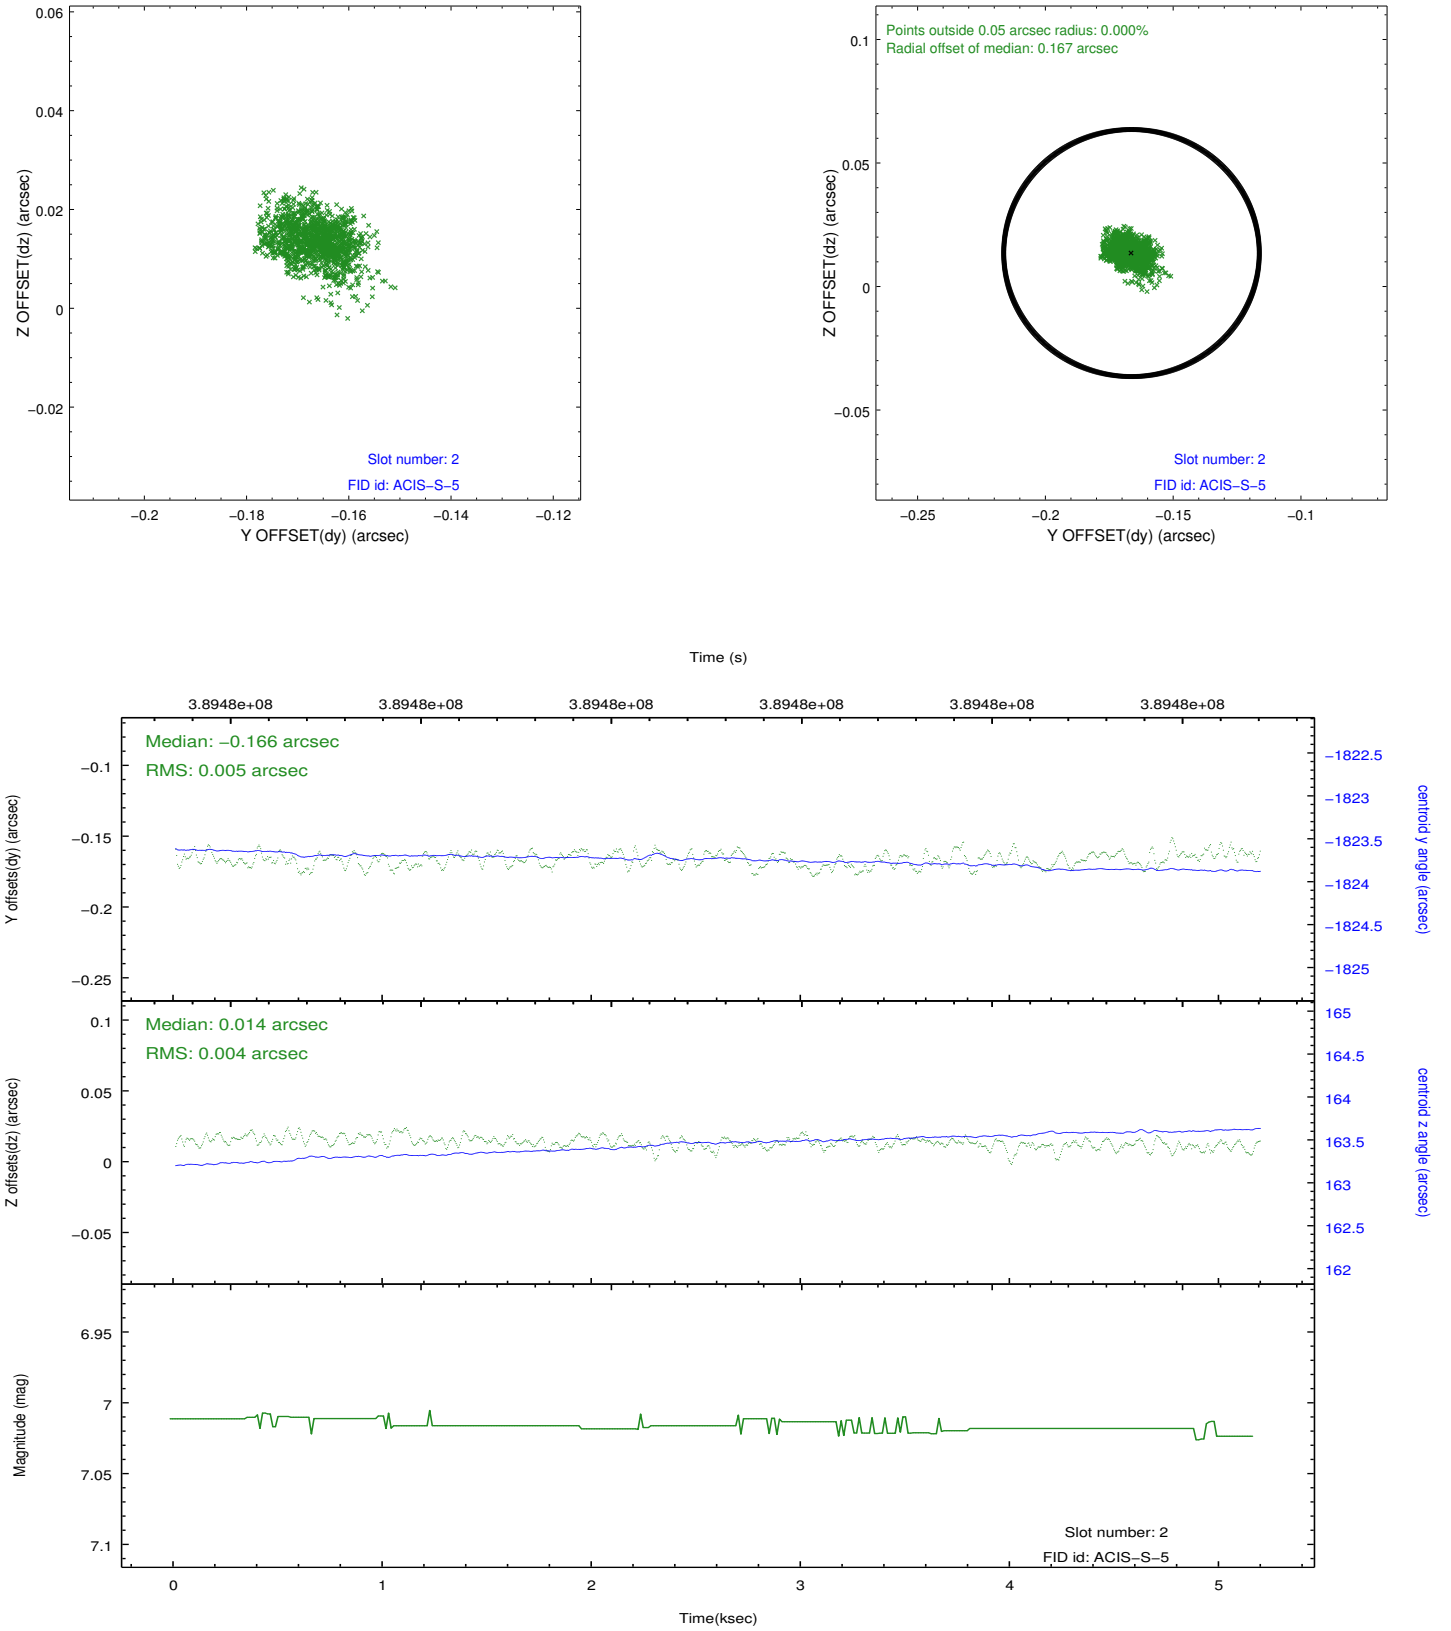 0.06
0.04
0.02
0
−0.02
Z OFFSET(dz) (arcsec)
Slot number: 2
FID id: ACIS−S−5
−0.2
−0.18
−0.16
−0.14
−0.12
Y OFFSET(dy) (arcsec)
Points outside 0.05 arcsec radius: 0.000%
Radial offset of median: 0.167 arcsec
0.1
0.05
0
−0.05
Z OFFSET(dz) (arcsec)
Slot number: 2
FID id: ACIS−S−5
−0.25
−0.2
−0.15
−0.1
Y OFFSET(dy) (arcsec)
Time (s)
3.8948e+08
3.8948e+08
3.8948e+08
3.8948e+08
3.8948e+08
3.8948e+08
Median: −0.166 arcsec
RMS: 0.005 arcsec
−0.1
−0.15
−0.2
−0.25
Y offsets(dy) (arcsec)
−1822.5
−1823
−1823.5
−1824
−1824.5
−1825
centroid y angle (arcsec)
Median: 0.014 arcsec
RMS: 0.004 arcsec
0.1
0.05
0
−0.05
Z offsets(dz) (arcsec)
165
164.5
164
163.5
163
162.5
162
centroid z angle (arcsec)
6.95
7
7.05
7.1
Magnitude (mag)
Slot number: 2
FID id: ACIS−S−5
0
1
2
3
4
5
Time(ksec)